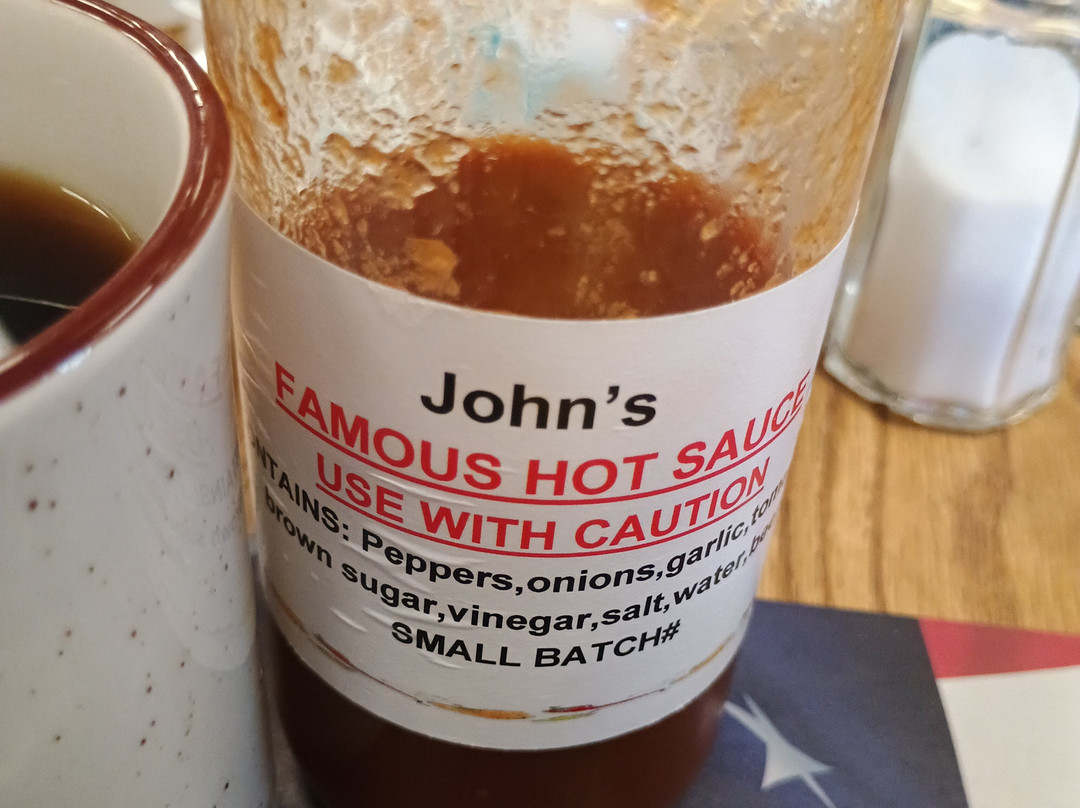 John's
FAMOUS HOT SAUCE
USE WITH CAUTION
NTAINS: Peppers,onions,garlic,tom
brown sugar,vinegar,salt,water,be
SMALL BATCH#